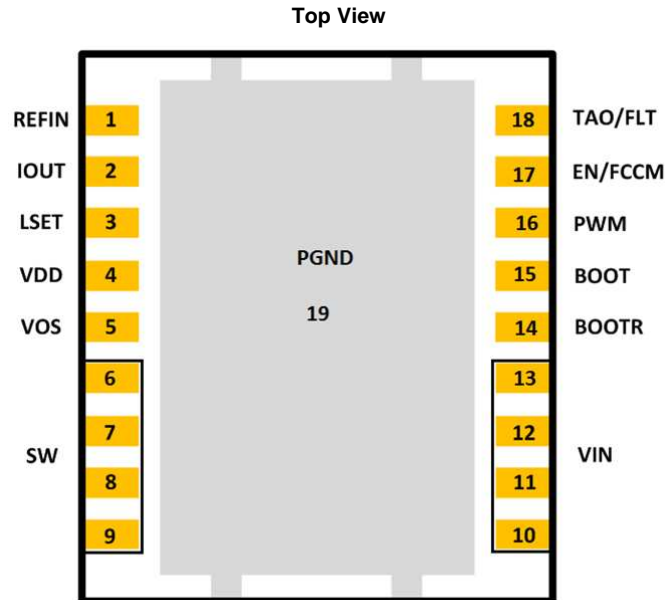 Top View
REFIN 1
IOUT 2
LSET 3
VDD 4
VOS 5
SW
6
7
8
9
PGND
19
18 TAO/FLT
17 EN/FCCM
16 PWM
15 BOOT
14 BOOTR
13
12
11
10
VIN